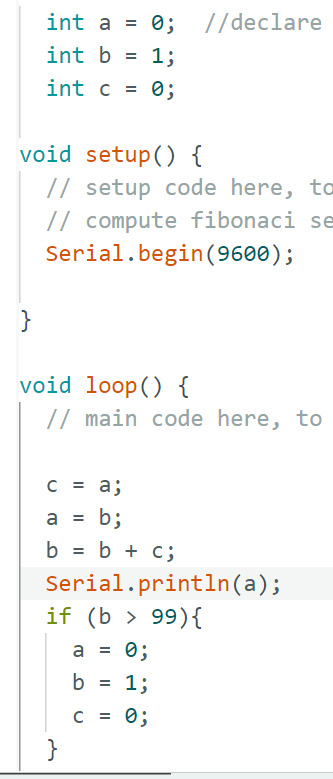 int a = 0;  //declare
int b = 1;
int c = 0;
void setup() {
// setup code here, to
// compute fibonaci se
Serial.begin(9600);
}
void loop() {
// main code here, to
c = a;
a = b;
b = b + c;
Serial.println(a);
if (b > 99){
a = 0;
b = 1;
c = 0;
}